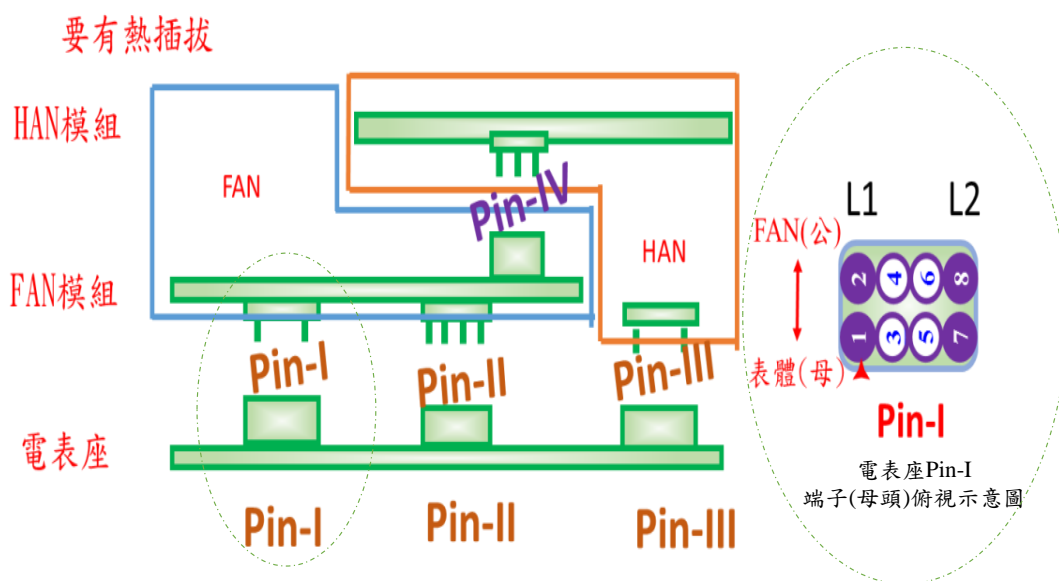 要有熱插拔
HAN模組
FAN
Pin-IV
HAN
FAN模組
Pin-I
Pin-II
Pin-III
電表座
Pin-I
Pin-II
Pin-III
L1
L2
FAN(公)
2 4 6 8
1 3 5 7
表體(母)
Pin-I
電表座Pin-I
端子(母頭)俯視示意圖